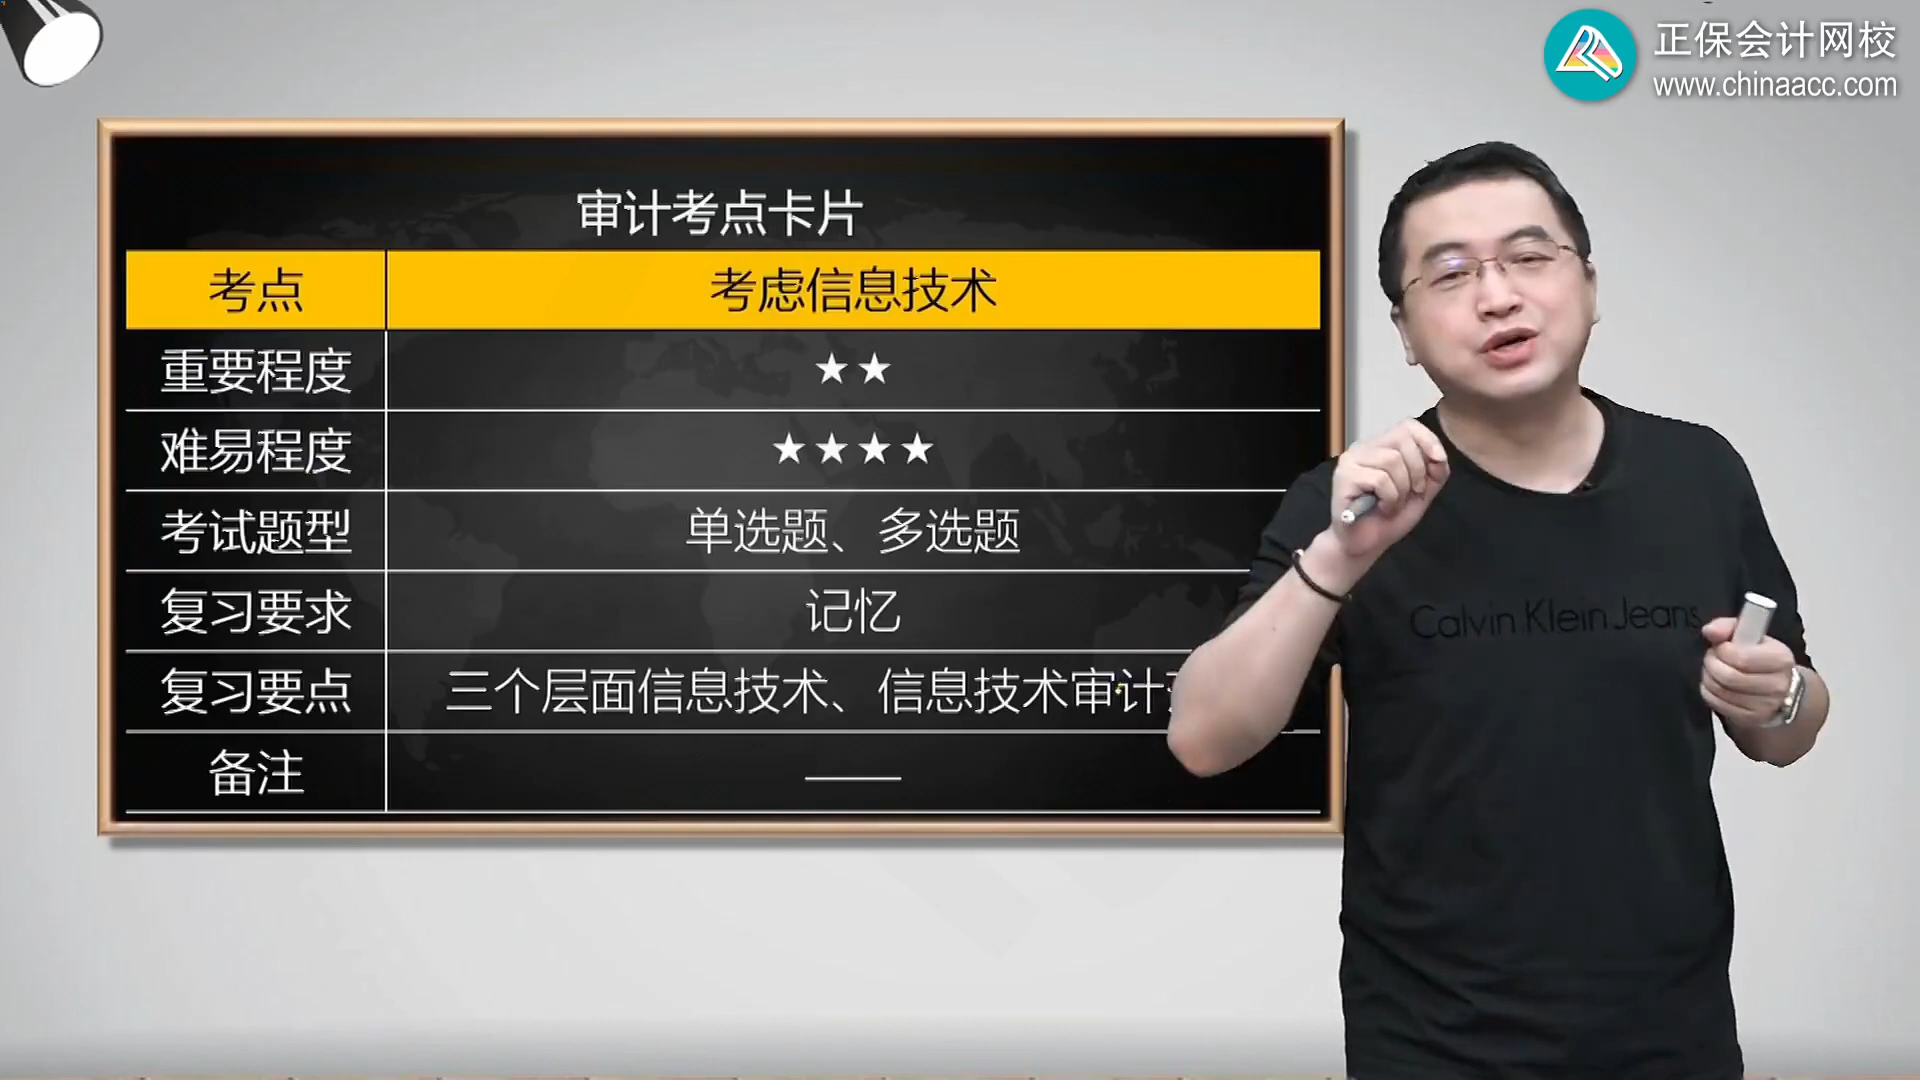 正保会计网校
www.chinaacc.com
审计考点卡片
考点 考虑信息技术
重要程度 ★★
难易程度 ★★★★
考试题型 单选题、多选题
复习要求 记忆
复习要点 三个层面信息技术、信息技术审计
备注 ——
Calvin Klein Jeans